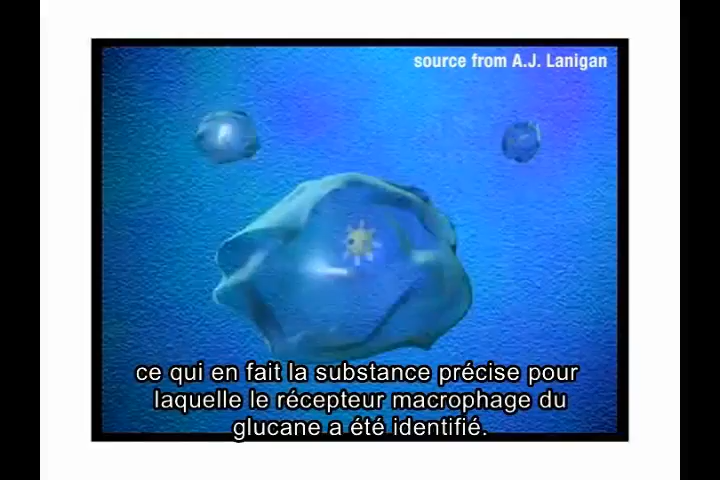 source from A.J. Lanigan
ce qui en fait la substance précise pour
laquelle le récepteur macrophage du
glucane a été identifié.